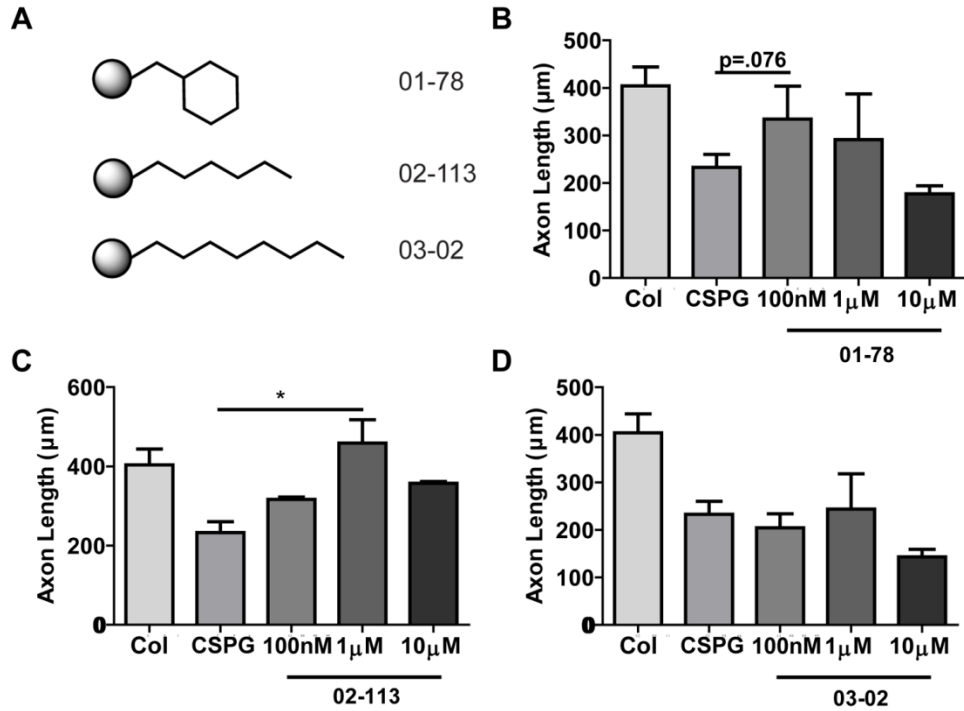 A
01-78
02-113
03-02
B
Axon Length (μm)
500
400
300
200
100
0
p=.076
Col CSPG 100nM 1μM 10μM
01-78
C
Axon Length (μm)
600
400
200
0
*
Col CSPG 100nM 1μM 10μM
02-113
D
Axon Length (μm)
500
400
300
200
100
0
Col CSPG 100nM 1μM 10μM
03-02